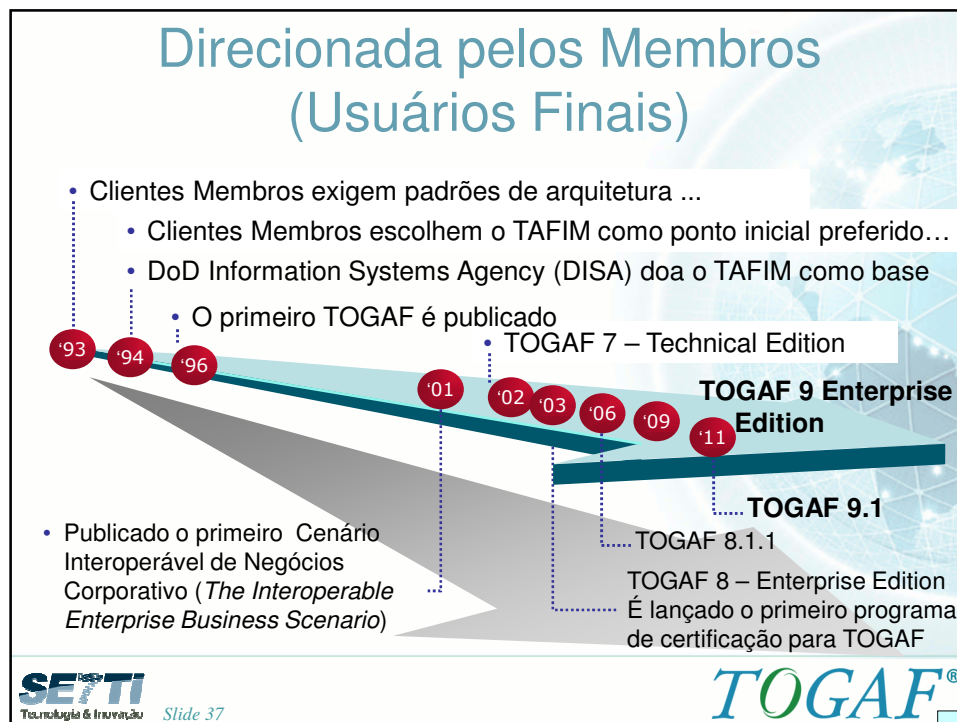 Direcionada pelos Membros
(Usuários Finais)
• Clientes Membros exigem padrões de arquitetura ...
• Clientes Membros escolhem o TAFIM como ponto inicial preferido…
• DoD Information Systems Agency (DISA) doa o TAFIM como base
• O primeiro TOGAF é publicado
• TOGAF 7 – Technical Edition
‘93
‘94
‘96
‘01
‘02
‘03
‘06
‘09
‘11
TOGAF 9 Enterprise
Edition
TOGAF 9.1
TOGAF 8.1.1
TOGAF 8 – Enterprise Edition
É lançado o primeiro programa
de certificação para TOGAF
• Publicado o primeiro Cenário
Interoperável de Negócios
Corporativo (The Interoperable
Enterprise Business Scenario)
SETTI
Tecnologia & Inovação
Slide 37
TOGAF®